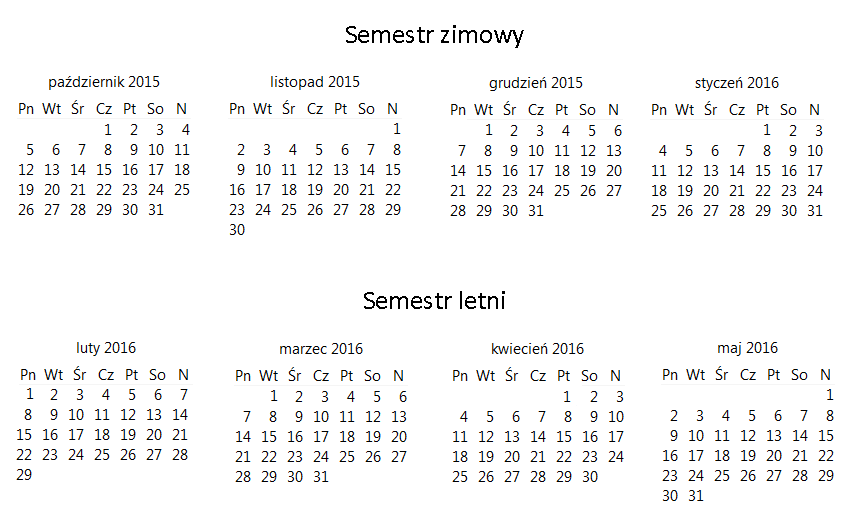 Semestr zimowy
październik 2015
Pn Wt Śr Cz Pt So N
1 2 3 4
5 6 7 8 9 10 11
12 13 14 15 16 17 18
19 20 21 22 23 24 25
26 27 28 29 30 31
listopad 2015
Pn Wt Śr Cz Pt So N
1
2 3 4 5 6 7 8
9 10 11 12 13 14 15
16 17 18 19 20 21 22
23 24 25 26 27 28 29
30
grudzień 2015
Pn Wt Śr Cz Pt So N
1 2 3 4 5 6
7 8 9 10 11 12 13
14 15 16 17 18 19 20
21 22 23 24 25 26 27
28 29 30 31
styczeń 2016
Pn Wt Śr Cz Pt So N
1 2 3
4 5 6 7 8 9 10
11 12 13 14 15 16 17
18 19 20 21 22 23 24
25 26 27 28 29 30 31
Semestr letni
luty 2016
Pn Wt Śr Cz Pt So N
1 2 3 4 5 6 7
8 9 10 11 12 13 14
15 16 17 18 19 20 21
22 23 24 25 26 27 28
29
marzec 2016
Pn Wt Śr Cz Pt So N
1 2 3 4 5 6
7 8 9 10 11 12 13
14 15 16 17 18 19 20
21 22 23 24 25 26 27
28 29 30 31
kwiecień 2016
Pn Wt Śr Cz Pt So N
1 2 3
4 5 6 7 8 9 10
11 12 13 14 15 16 17
18 19 20 21 22 23 24
25 26 27 28 29 30
maj 2016
Pn Wt Śr Cz Pt So N
1
2 3 4 5 6 7 8
9 10 11 12 13 14 15
16 17 18 19 20 21 22
23 24 25 26 27 28 29
30 31